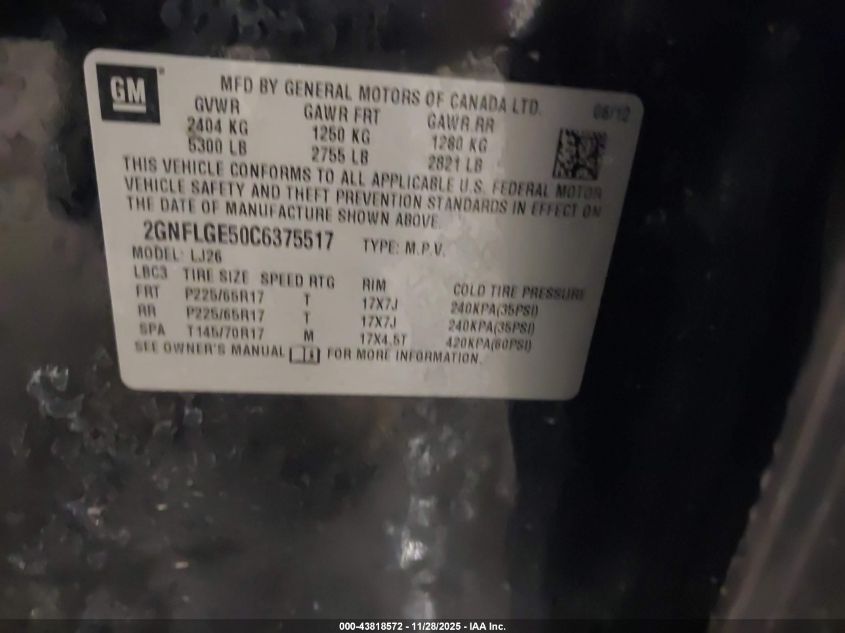 GM
MFD BY GENERAL MOTORS OF CANADA LTD. 06/12
GVWR GAWR FRT GAWR.RR
2404 KG 1250 KG 1280 KG
5300 LB 2755 LB 2821 LB
THIS VEHICLE CONFORMS TO ALL APPLICABLE U.S. FEDERAL MOTOR
VEHICLE SAFETY AND THEFT PREVENTION STANDARDS IN EFFECT ON
THE DATE OF MANUFACTURE SHOWN ABOVE.
2GNFLGE50C6375517 TYPE: M.P.V.
MODEL: LJ26
LBC3 TIRE SIZE SPEED RTG RIM COLD TIRE PRESSURE
FRT P225/65R17 T 17X7J 240KPA(35PSI)
RR P225/65R17 T 17X7J 240KPA(35PSI)
SPA T145/70R17 M 17X4.5T 420KPA(60PSI)
SEE OWNER'S MANUAL FOR MORE INFORMATION.
000-43818572 — 11/28/2025 — IAA Inc.